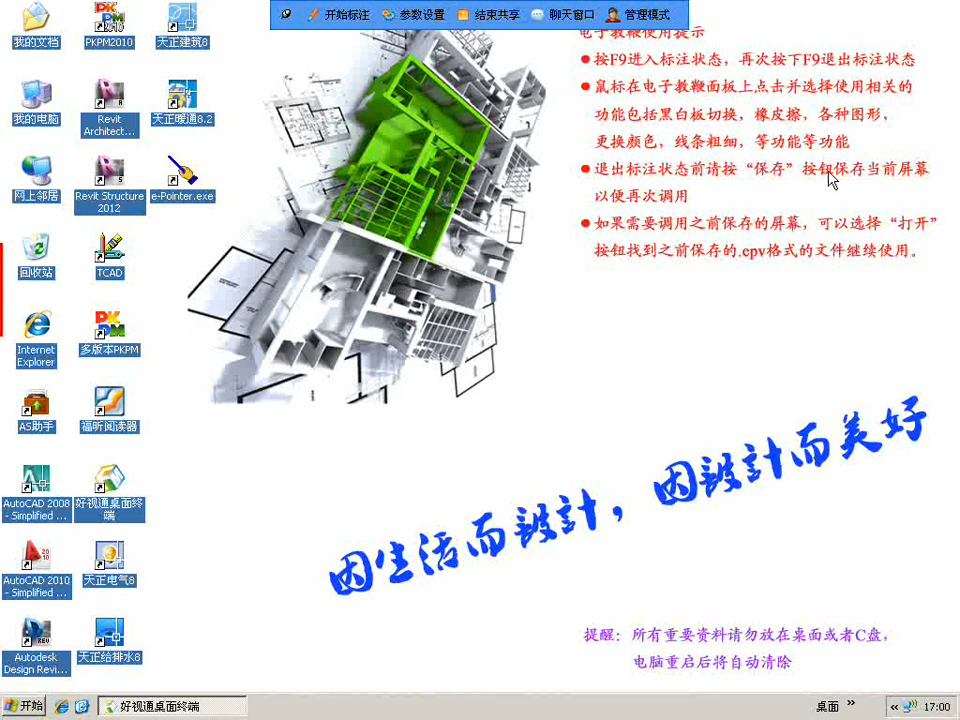 开始标注 参数设置 结束共享 聊天窗口 管理模式
我的文档
PKPM2010
天正建筑8
我的电脑
Revit
Architect...
天正暖通8.2
网上邻居
Revit Structure
2012
e-Pointer.exe
回收站
TCAD
Internet
Explorer
多版本PKPM
AS助手
福昕阅读器
AutoCAD 2008
- Simplified ...
好视通桌面终
端
AutoCAD 2010
- Simplified ...
天正电气8
Autodesk
Design Revi...
天正给排水8
电子教鞭使用提示
●按F9进入标注状态，再次按下F9退出标注状态
●鼠标在电子教鞭面板上点击并选择使用相关的
功能包括黑白板切换，橡皮擦，各种图形，
更换颜色，线条粗细，等功能等功能
●退出标注状态前请按“保存”按钮保存当前屏幕
以便再次调用
●如果需要调用之前保存的屏幕，可以选择“打开”
按钮找到之前保存的.epv格式的文件继续使用。
因生活而設計，因設計而美好
提醒：所有重要资料请勿放在桌面或者C盘，
电脑重启后将自动清除
开始 好视通桌面终端 桌面 » « 17:00